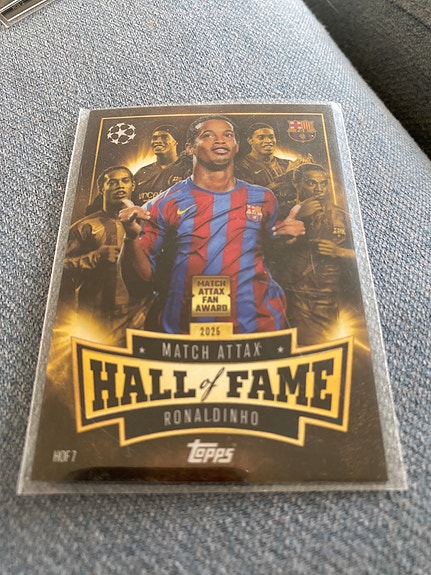 MATCH
ATTAX
FAN
AWARD
2025
MATCH ATTAX
HALL of FAME
RONALDINHO
topps
HOF 7